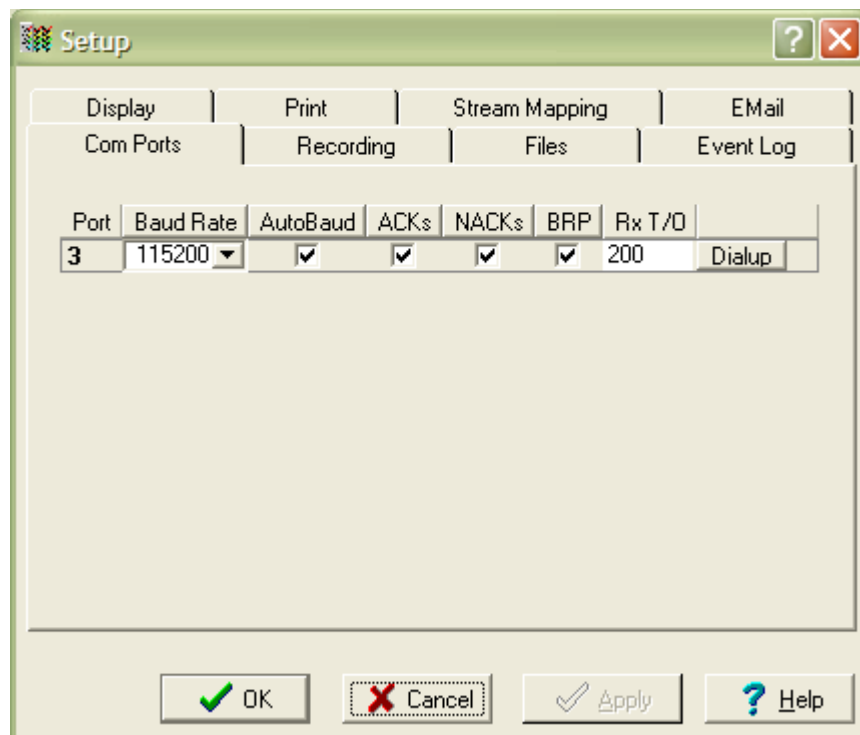 Setup
Display Print Stream Mapping EMail
Com Ports Recording Files Event Log
Port Baud Rate AutoBaud ACKs NACKs BRP Rx T/O
3 115200 200 Dialup
OK Cancel Apply Help